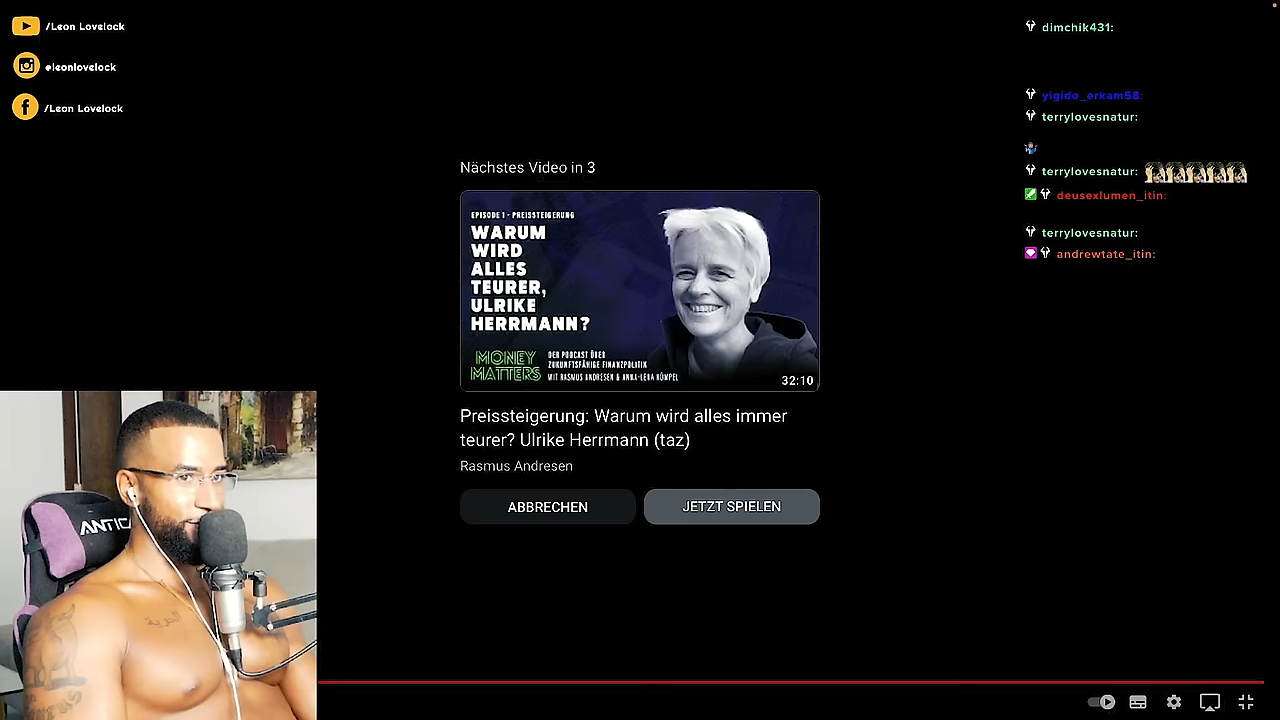 /Leon Lovelock
@leonlovelock
/Leon Lovelock
Nächstes Video in 3
EPISODE 1 - PREISSTEIGERUNG
WARUM
WIRD
ALLES
TEURER,
ULRIKE
HERRMANN?
MONEY
MATTERS
DER PODCAST ÜBER
ZUKUNFTSFÄHIGE FINANZPOLITIK
MIT RASMUS ANDRESEN & ANNA-LENA KÜMPEL
32:10
Preissteigerung: Warum wird alles immer
teurer? Ulrike Herrmann (taz)
Rasmus Andresen
ABBRECHEN
JETZT SPIELEN
dimchik431:
yigido_erkam58:
terrylovesnatur:
terrylovesnatur:
deusexlumen_itin:
terrylovesnatur:
andrewtate_itin: